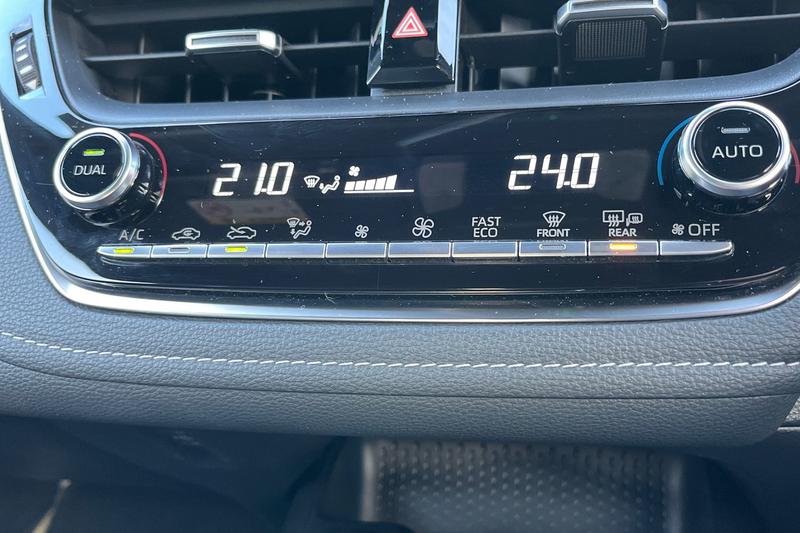 DUAL
21.0
24.0
AUTO
A/C
FAST
ECO
FRONT
REAR
OFF